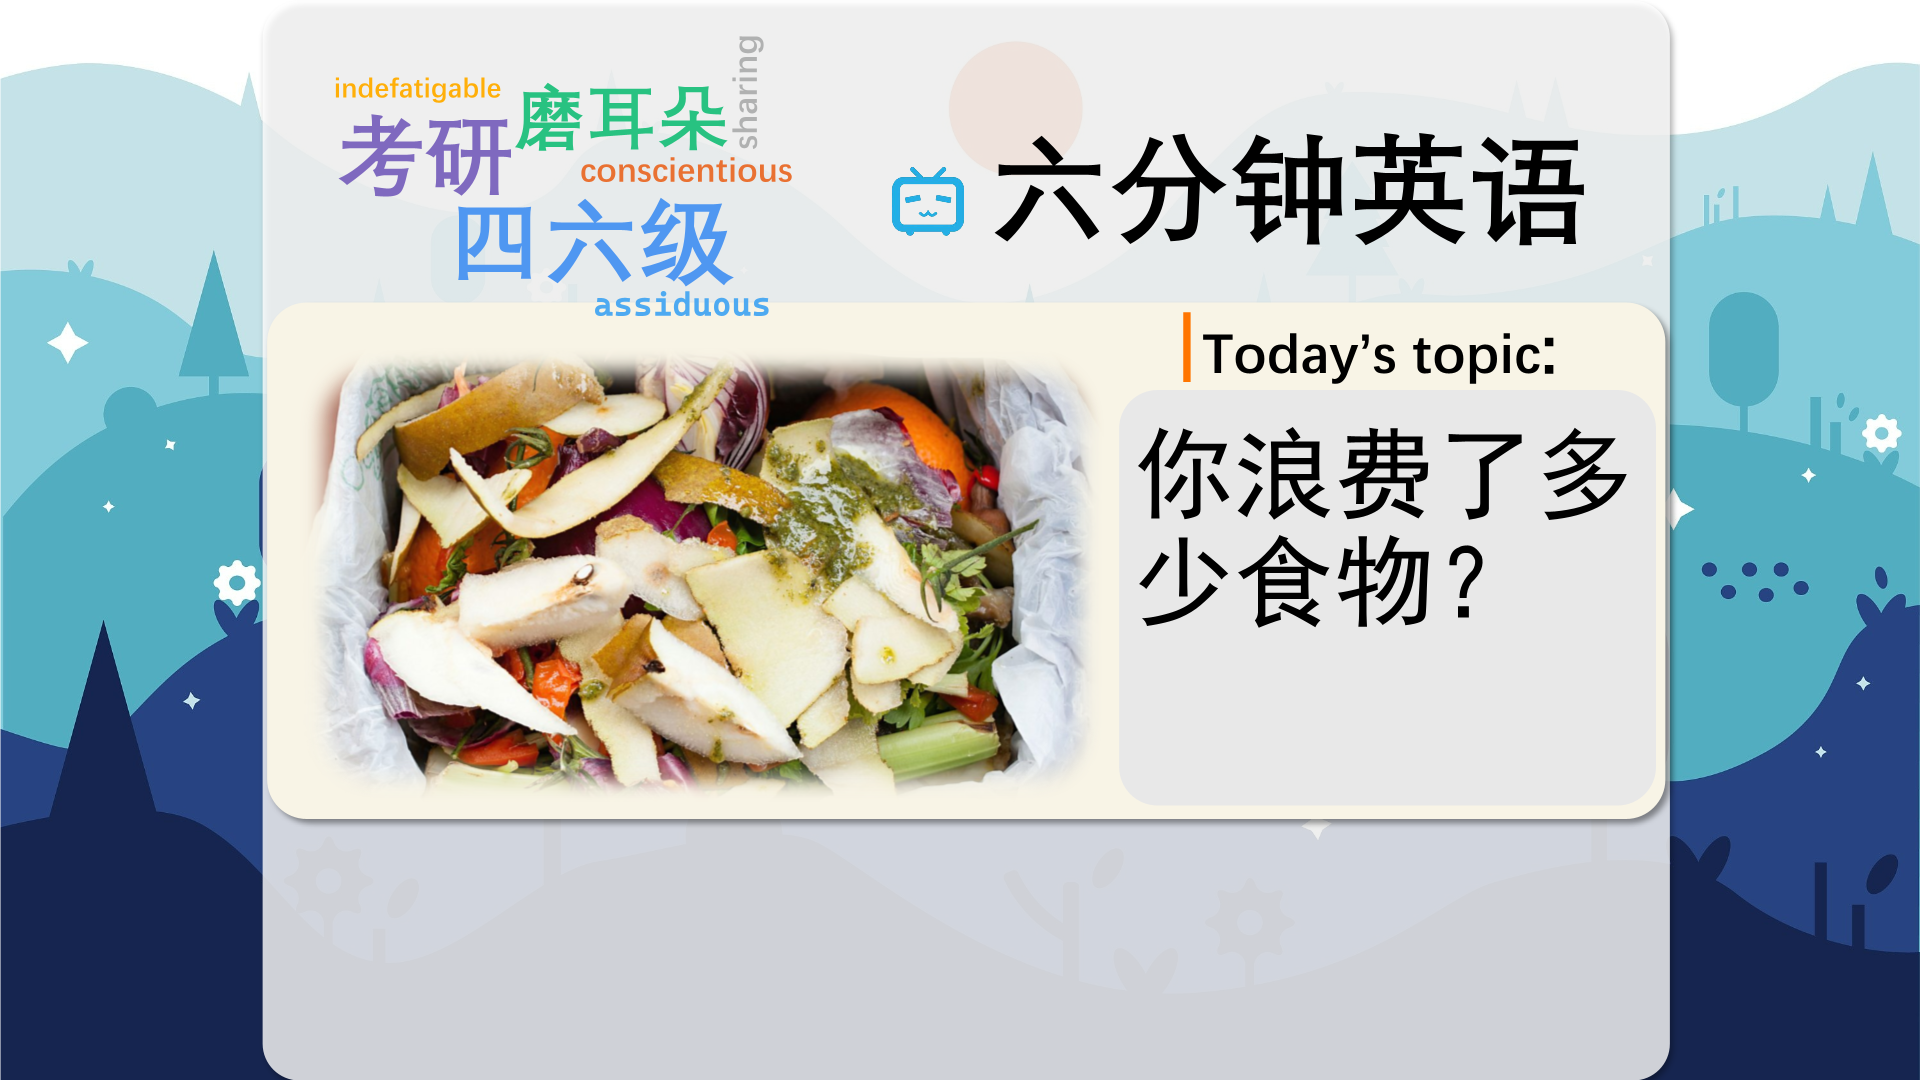 indefatigable
磨耳朵
sharing
考研
conscientious
四六级
assiduous
六分钟英语
Today’s topic:
你浪费了多
少食物？